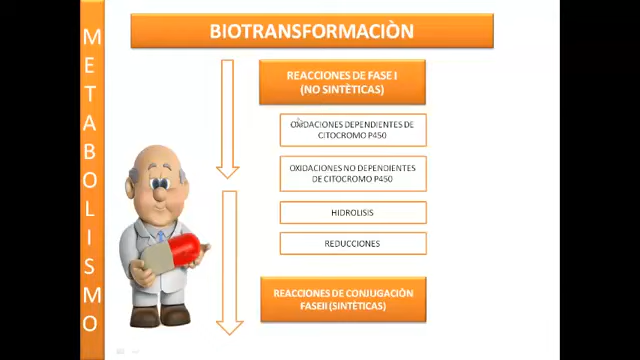 METABOLISMO
BIOTRANSFORMACIÒN
REACCIONES DE FASE I
(NO SINTÈTICAS)
OXIDACIONES DEPENDIENTES DE
CITOCROMO P450
OXIDACIONES NO DEPENDIENTES
DE CITOCROMO P450
HIDROLISIS
REDUCCIONES
REACCIONES DE CONJUGACIÒN
FASEII (SINTÉTICAS)